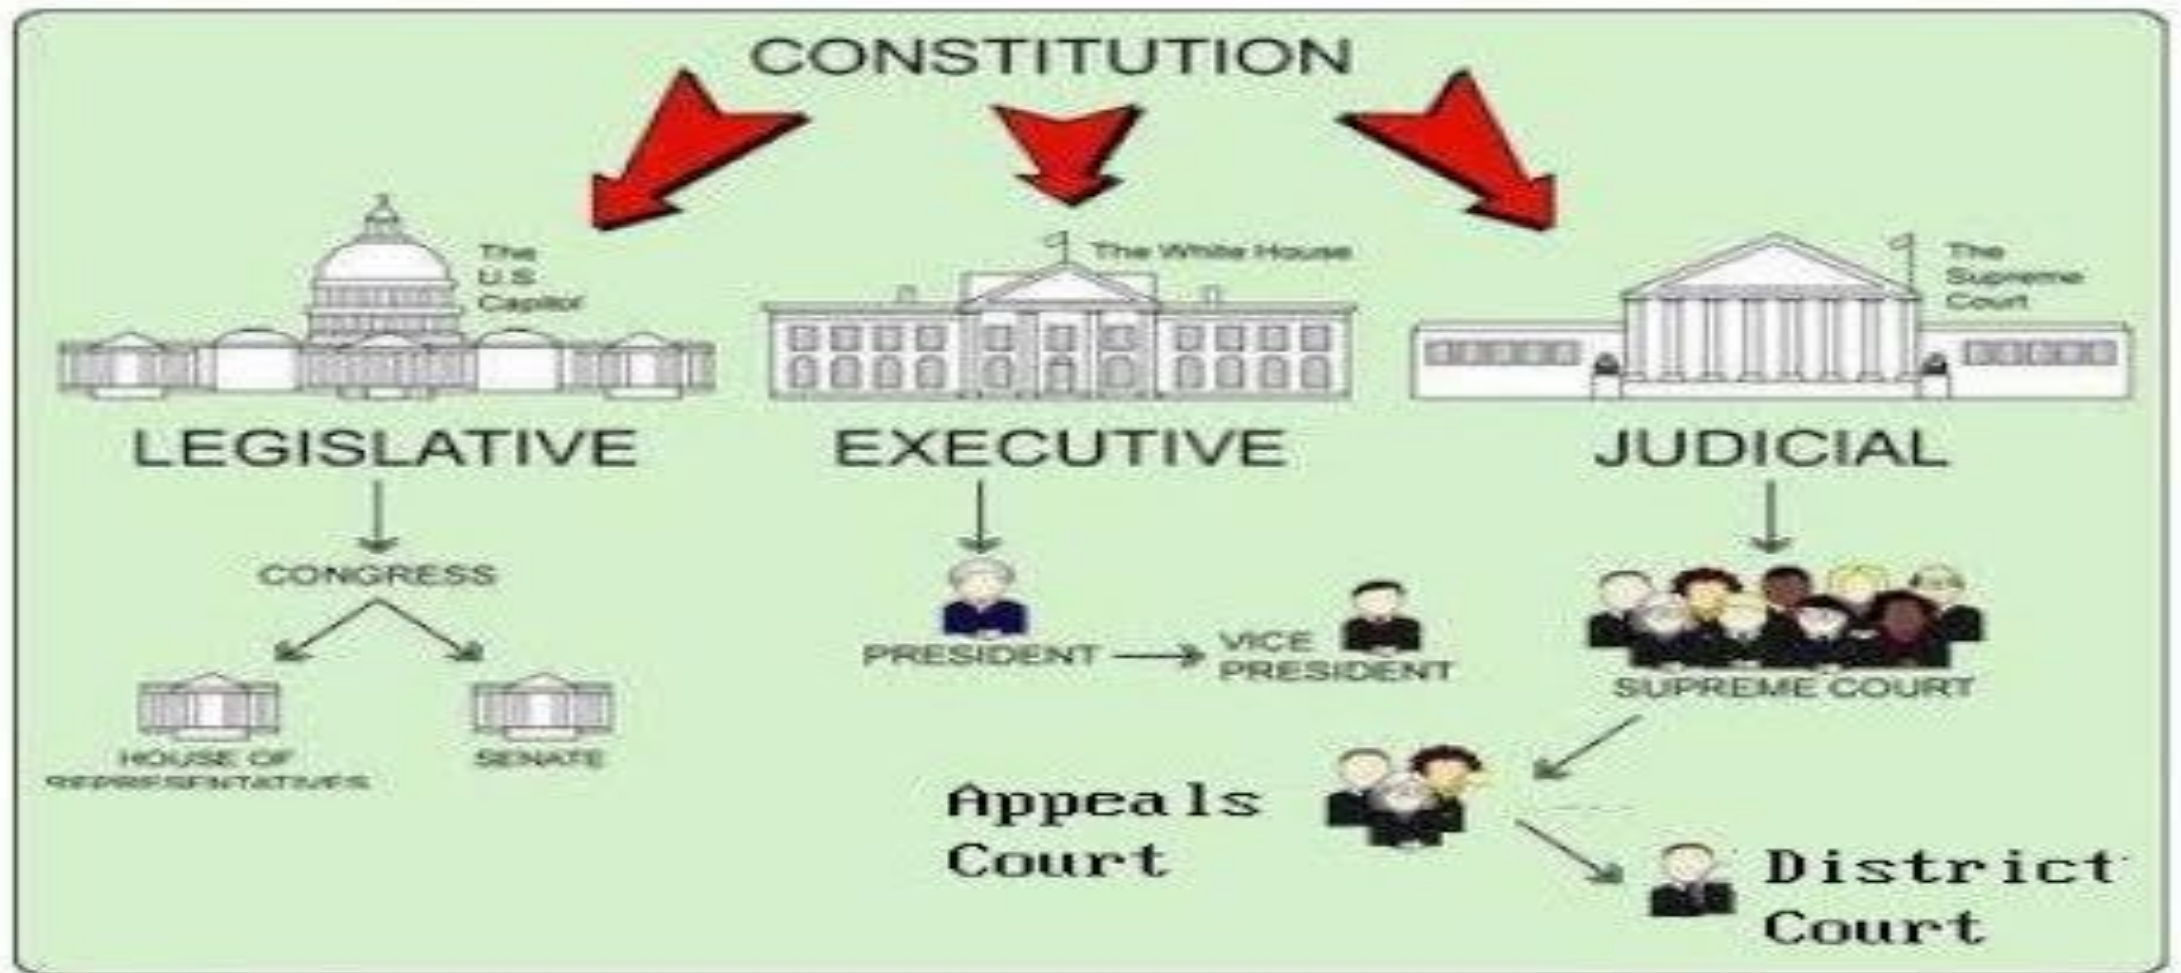 CONSTITUTION
The
U.S
Capitol
The White House
The
Supreme
Court
LEGISLATIVE
EXECUTIVE
JUDICIAL
CONGRESS
HOUSE OF
REPRESENTATIVES
SENATE
PRESIDENT
VICE
PRESIDENT
SUPREME COURT
Appeals
Court
District
Court